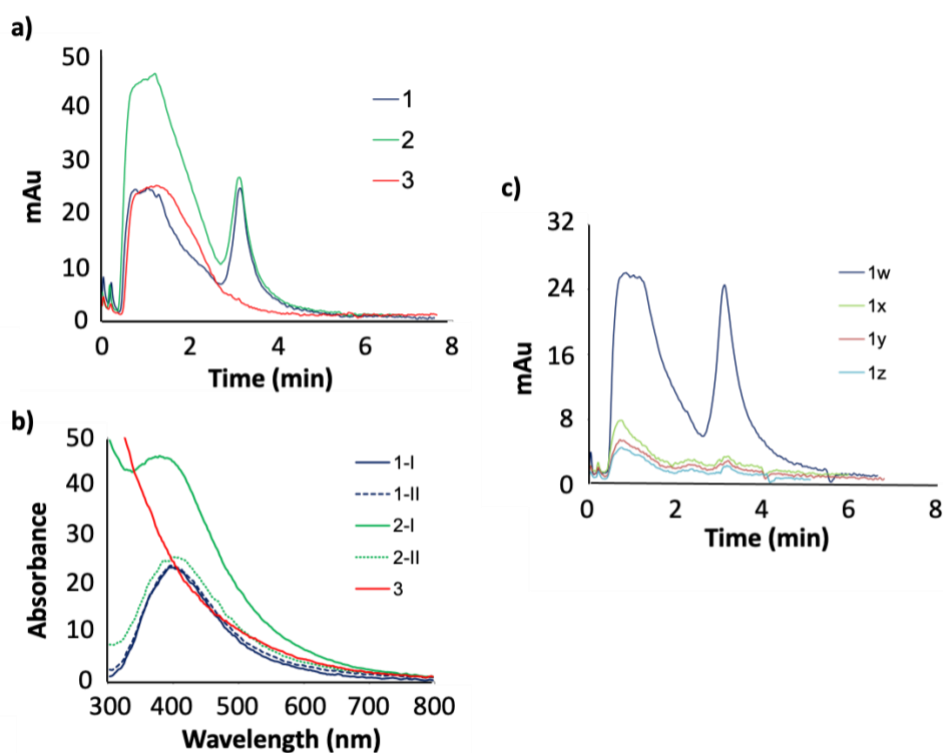 a)
50
40
30
20
10
0
mAu
0 2 4 6 8
Time (min)
1
2
3
b)
50
40
30
20
10
0
Absorbance
300 400 500 600 700 800
Wavelength (nm)
1-I
1-II
2-I
2-II
3
c)
32
24
16
8
0
mAu
0 2 4 6 8
Time (min)
1w
1x
1y
1z